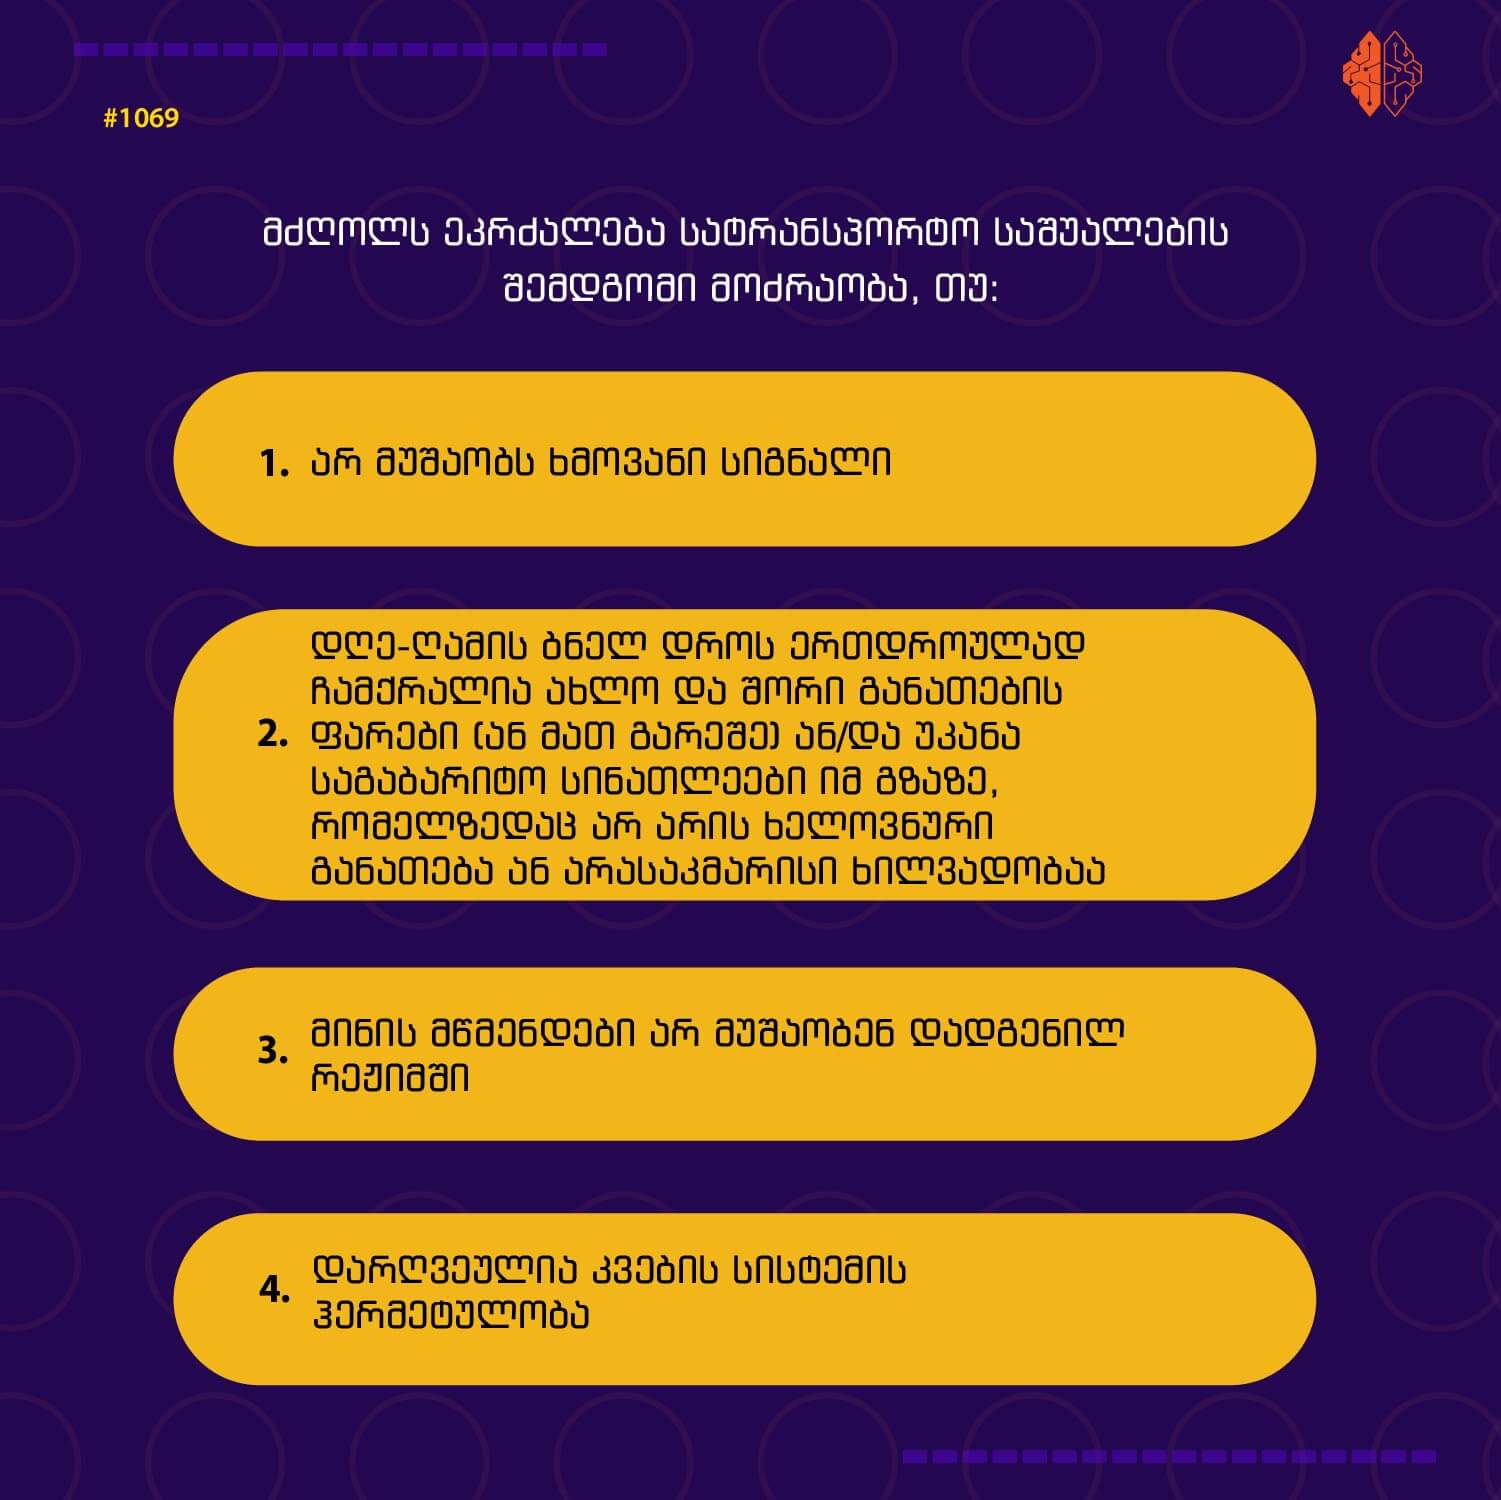 #1069
მძღოლს ეკრძალება სატრანსპორტო საშუალების
შემდგომი მოძრაობა, თუ:
1. არ მუშაობს ხმოვანი სიგნალი
დღე-ღამის ბნელ დროს ერთდროულად
ჩამქრალია ახლო და შორი განათების
2. ფარები (ან მათ გარეშე) ან/და უკანა
საგაბარიტო სინათლეები იმ გზაზე,
რომელზედაც არ არის ხელოვნური
განათება ან არასაკმარისი ხილვადობაა
3. მინის მწმენდები არ მუშაობენ დადგენილ
რეჟიმში
4. დარღვეულია კვების სისტემის
ჰერმეტულობა